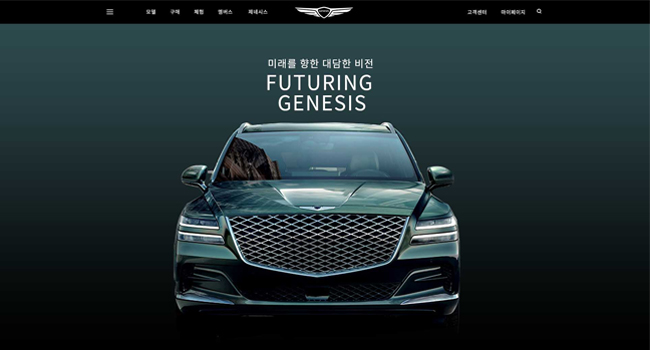 모델 구매 체험 멤버스 제네시스
고객센터 마이페이지
미래를 향한 대담한 비전
FUTURING
GENESIS